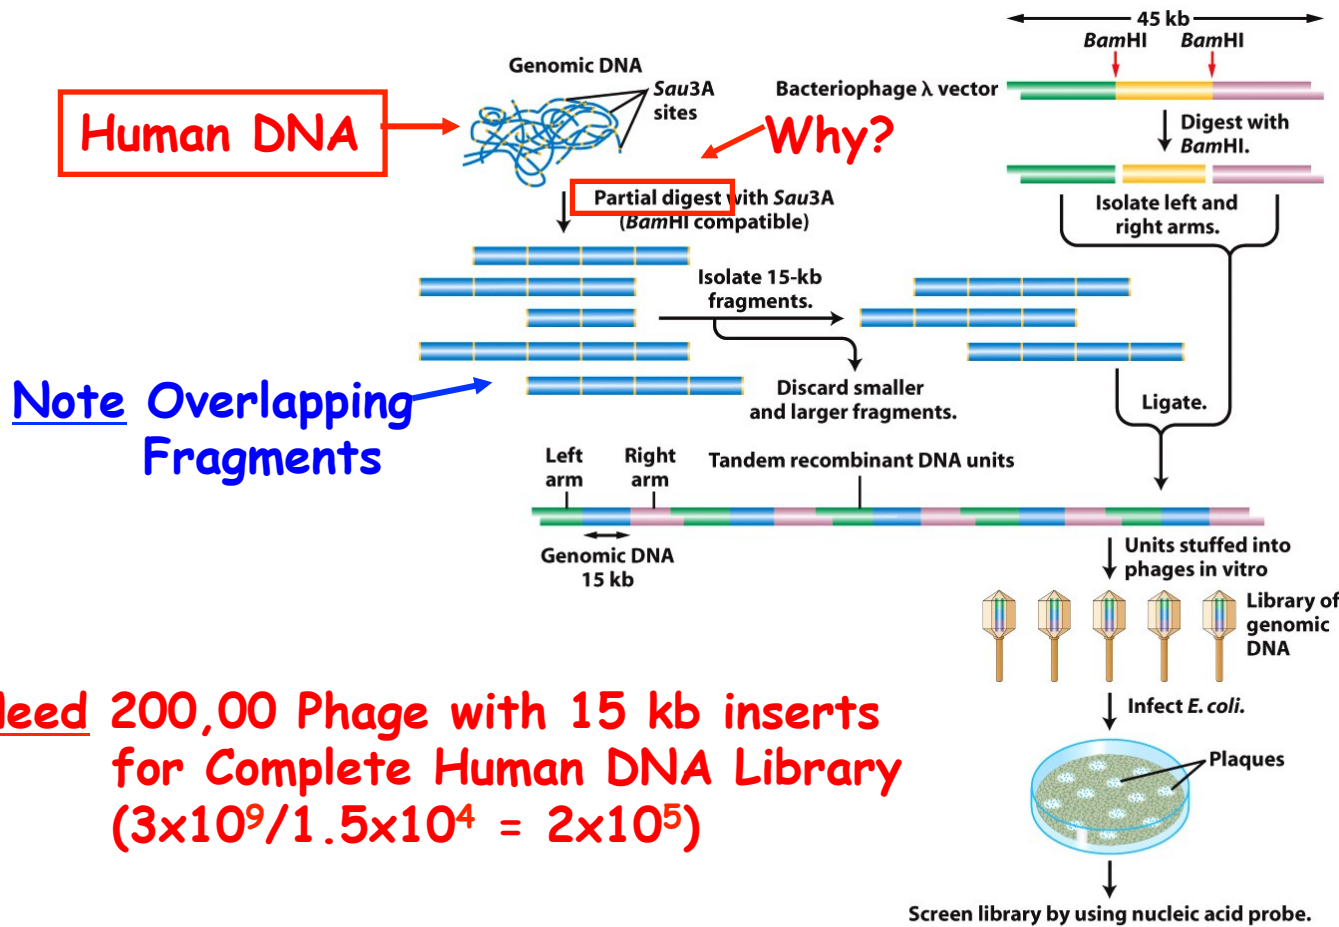 45 kb
BamHI BamHI
Genomic DNA
Sau3A
sites
Bacteriophage λ vector
Human DNA
Why?
Digest with
BamHI.
Partial digest with Sau3A
(BamHI compatible)
Isolate left and
right arms.
Isolate 15-kb
fragments.
Discard smaller
and larger fragments.
Note Overlapping
Fragments
Ligate.
Left
arm
Right
arm
Tandem recombinant DNA units
Genomic DNA
15 kb
Units stuffed into
phages in vitro
Library of
genomic
DNA
Infect E. coli.
Plaques
eed 200,00 Phage with 15 kb inserts
for Complete Human DNA Library
(3x10⁹/1.5x10⁴ = 2x10⁵)
Screen library by using nucleic acid probe.